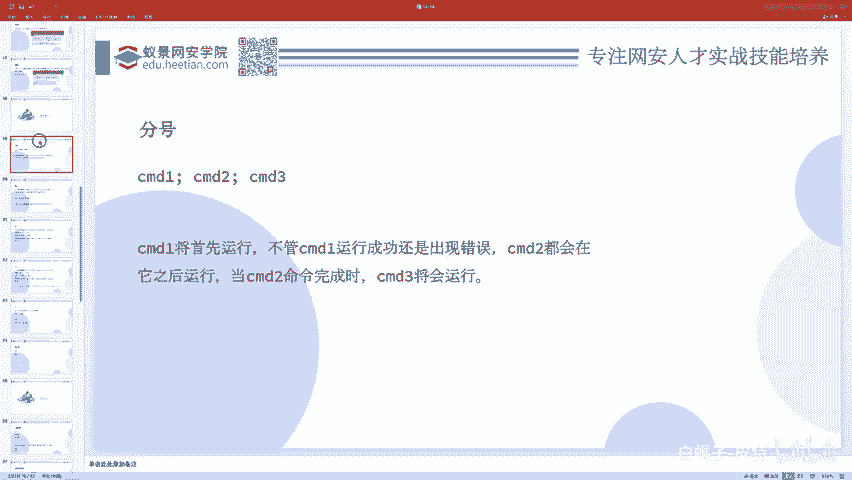 蚁景网安学院
edu.heetian.com
专注网安人才实战技能培养
分号
cmd1; cmd2; cmd3
cmd1将首先运行，不管cmd1运行成功还是出现错误，cmd2都会在
它之后运行，当cmd2命令完成时，cmd3将会运行。
单击此处添加备注